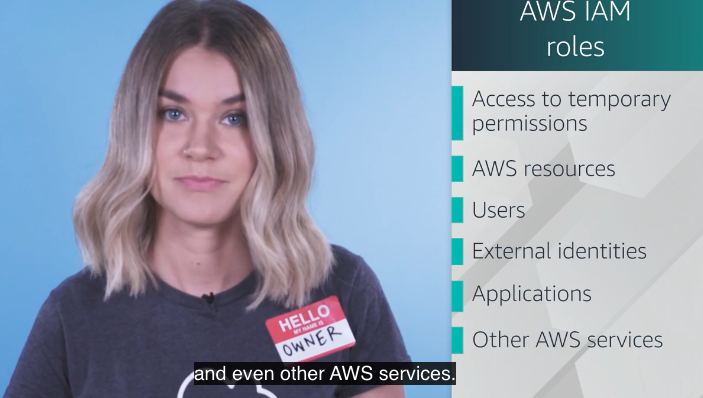 AWS IAM
roles
Access to temporary
permissions
AWS resources
Users
External identities
Applications
Other AWS services
HELLO
MY NAME IS
OWNER
and even other AWS services.